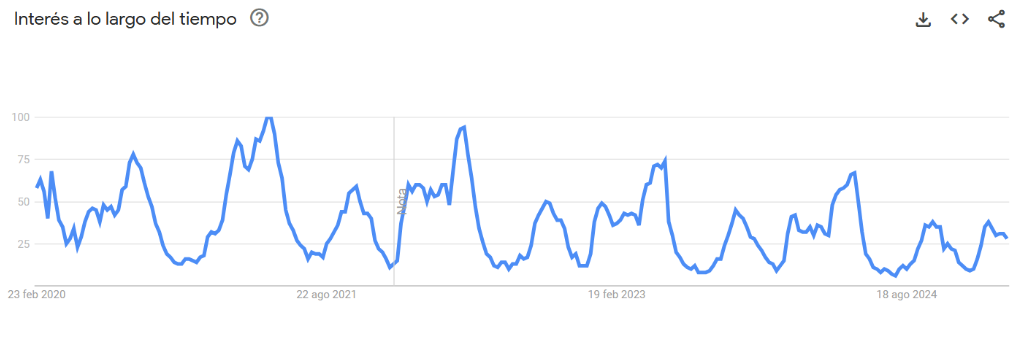 Interés a lo largo del tiempo
100
75
50
25
Nota
23 feb 2020
22 ago 2021
19 feb 2023
18 ago 2024